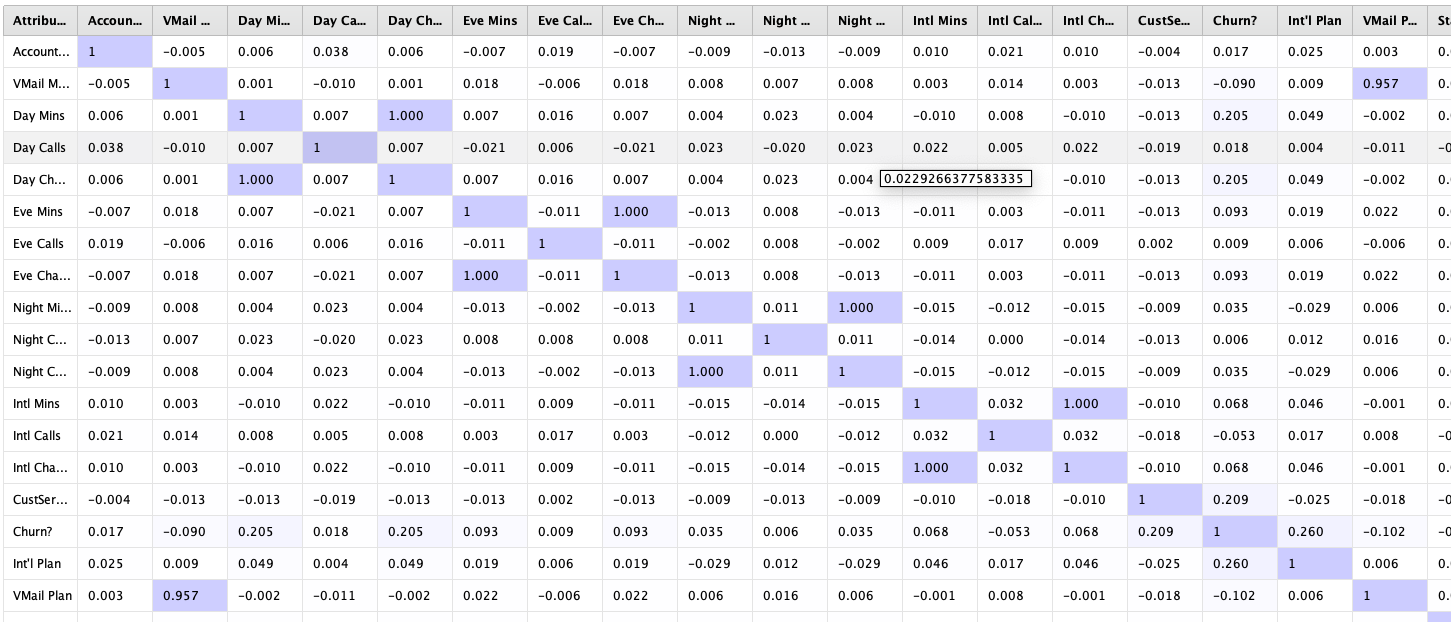 Attribu... Accoun... VMail ... Day Mi... Day Ca... Day Ch... Eve Mins Eve Cal... Eve Ch... Night ... Night ... Night ... Intl Mins Intl Cal... Intl Ch... CustSe... Churn? Int'l Plan VMail P... St
Account... 1 −0.005 0.006 0.038 0.006 −0.007 0.019 −0.007 −0.009 −0.013 −0.009 0.010 0.021 0.010 −0.004 0.017 0.025 0.003 0.
VMail M... −0.005 1 0.001 −0.010 0.001 0.018 −0.006 0.018 0.008 0.007 0.008 0.003 0.014 0.003 −0.013 −0.090 0.009 0.957 0.
Day Mins 0.006 0.001 1 0.007 1.000 0.007 0.016 0.007 0.004 0.023 0.004 −0.010 0.008 −0.010 −0.013 0.205 0.049 −0.002 0.
Day Calls 0.038 −0.010 0.007 1 0.007 −0.021 0.006 −0.021 0.023 −0.020 0.023 0.022 0.005 0.022 −0.019 0.018 0.004 −0.011 −0
Day Ch... 0.006 0.001 1.000 0.007 1 0.007 0.016 0.007 0.004 0.023 0.004 0.0229266377583335 −0.010 −0.013 0.205 0.049 −0.002 0.
Eve Mins −0.007 0.018 0.007 −0.021 0.007 1 −0.011 1.000 −0.013 0.008 −0.013 −0.011 0.003 −0.011 −0.013 0.093 0.019 0.022 0.
Eve Calls 0.019 −0.006 0.016 0.006 0.016 −0.011 1 −0.011 −0.002 0.008 −0.002 0.009 0.017 0.009 0.002 0.009 0.006 −0.006 0.
Eve Cha... −0.007 0.018 0.007 −0.021 0.007 1.000 −0.011 1 −0.013 0.008 −0.013 −0.011 0.003 −0.011 −0.013 0.093 0.019 0.022 0.
Night Mi... −0.009 0.008 0.004 0.023 0.004 −0.013 −0.002 −0.013 1 0.011 1.000 −0.015 −0.012 −0.015 −0.009 0.035 −0.029 0.006 0.
Night C... −0.013 0.007 0.023 −0.020 0.023 0.008 0.008 0.008 0.011 1 0.011 −0.014 0.000 −0.014 −0.013 0.006 0.012 0.016 0.
Night C... −0.009 0.008 0.004 0.023 0.004 −0.013 −0.002 −0.013 1.000 0.011 1 −0.015 −0.012 −0.015 −0.009 0.035 −0.029 0.006 0.
Intl Mins 0.010 0.003 −0.010 0.022 −0.010 −0.011 0.009 −0.011 −0.015 −0.014 −0.015 1 0.032 1.000 −0.010 0.068 0.046 −0.001 0.
Intl Calls 0.021 0.014 0.008 0.005 0.008 0.003 0.017 0.003 −0.012 0.000 −0.012 0.032 1 0.032 −0.018 −0.053 0.017 0.008 −0
Intl Cha... 0.010 0.003 −0.010 0.022 −0.010 −0.011 0.009 −0.011 −0.015 −0.014 −0.015 1.000 0.032 1 −0.010 0.068 0.046 −0.001 0.
CustSer... −0.004 −0.013 −0.013 −0.019 −0.013 −0.013 0.002 −0.013 −0.009 −0.013 −0.009 −0.010 −0.018 −0.010 1 0.209 −0.025 −0.018 −0
Churn? 0.017 −0.090 0.205 0.018 0.205 0.093 0.009 0.093 0.035 0.006 0.035 0.068 −0.053 0.068 0.209 1 0.260 −0.102 −0
Int'l Plan 0.025 0.009 0.049 0.004 0.049 0.019 0.006 0.019 −0.029 0.012 −0.029 0.046 0.017 0.046 −0.025 0.260 1 0.006 0.
VMail Plan 0.003 0.957 −0.002 −0.011 −0.002 0.022 −0.006 0.022 0.006 0.016 0.006 −0.001 0.008 −0.001 −0.018 −0.102 0.006 1 0.